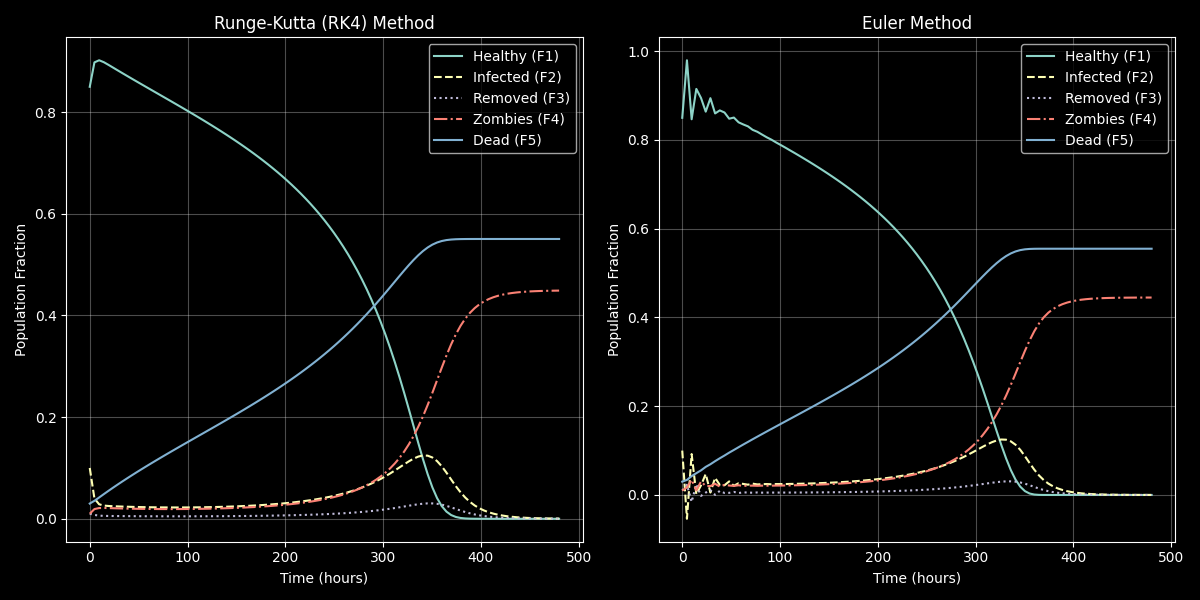 Runge-Kutta (RK4) Method
Population Fraction
0.8
0.6
0.4
0.2
0.0
Healthy (F1)
Infected (F2)
Removed (F3)
Zombies (F4)
Dead (F5)
0 100 200 300 400 500
Time (hours)
Euler Method
Population Fraction
1.0
0.8
0.6
0.4
0.2
0.0
Healthy (F1)
Infected (F2)
Removed (F3)
Zombies (F4)
Dead (F5)
0 100 200 300 400 500
Time (hours)